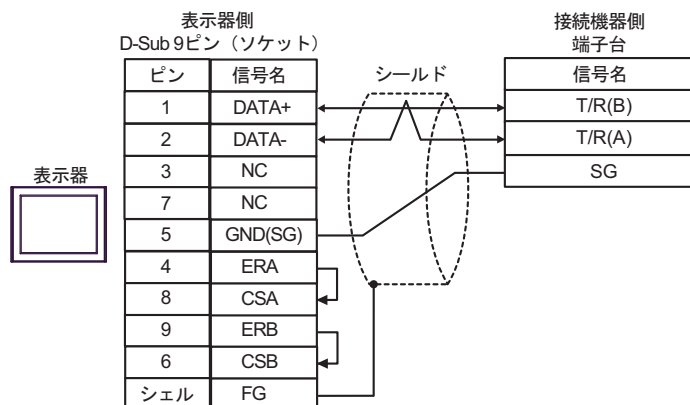 表示器側
D-Sub 9ピン（ソケット）
接続機器側
端子台
ピン 信号名
シールド
信号名
1 DATA+
T/R(B)
2 DATA-
T/R(A)
3 NC
SG
表示器
7 NC
5 GND(SG)
4 ERA
8 CSA
9 ERB
6 CSB
シェル FG